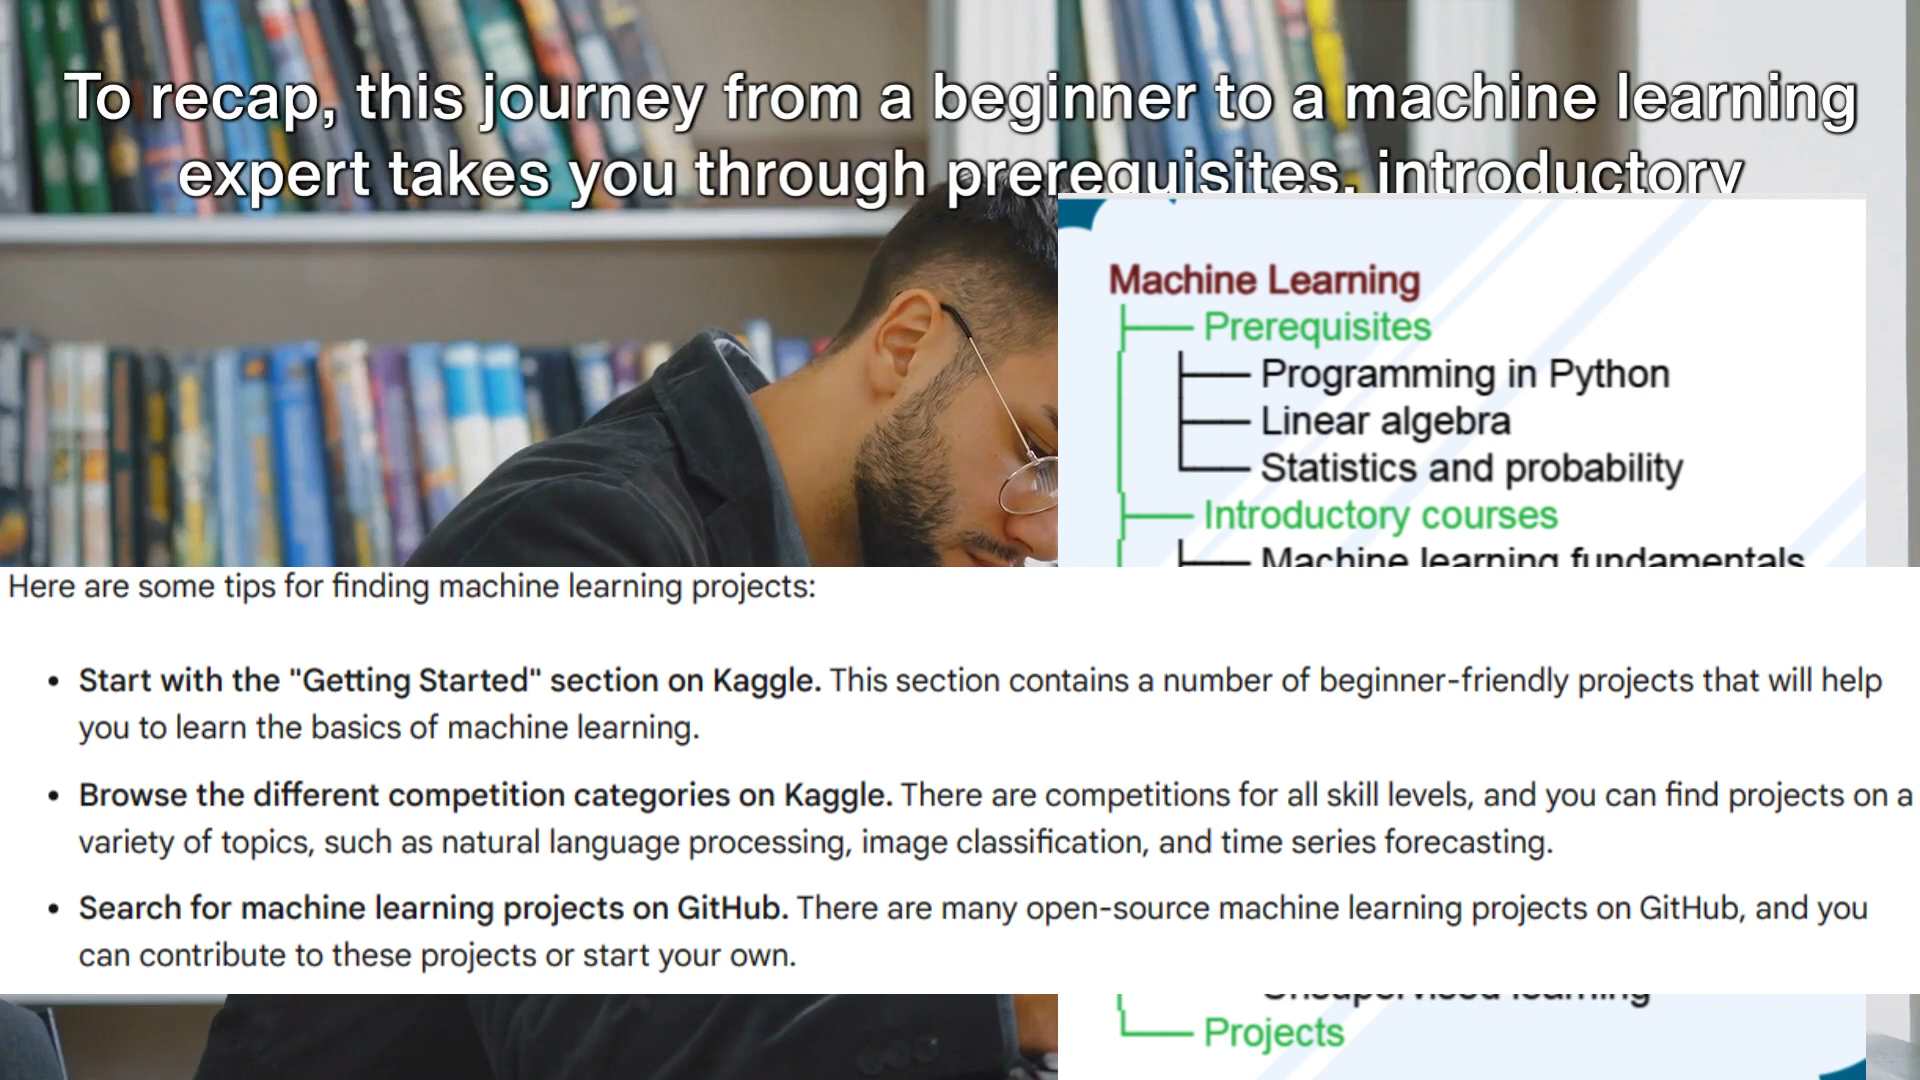 To recap, this journey from a beginner to a machine learning
expert takes you through prerequisites, introductory
Machine Learning
Prerequisites
Programming in Python
Linear algebra
Statistics and probability
Introductory courses
Machine learning fundamentals
Here are some tips for finding machine learning projects:
• Start with the "Getting Started" section on Kaggle. This section contains a number of beginner-friendly projects that will help
you to learn the basics of machine learning.
• Browse the different competition categories on Kaggle. There are competitions for all skill levels, and you can find projects on a
variety of topics, such as natural language processing, image classification, and time series forecasting.
• Search for machine learning projects on GitHub. There are many open-source machine learning projects on GitHub, and you
can contribute to these projects or start your own.
Unsupervised learning
Projects